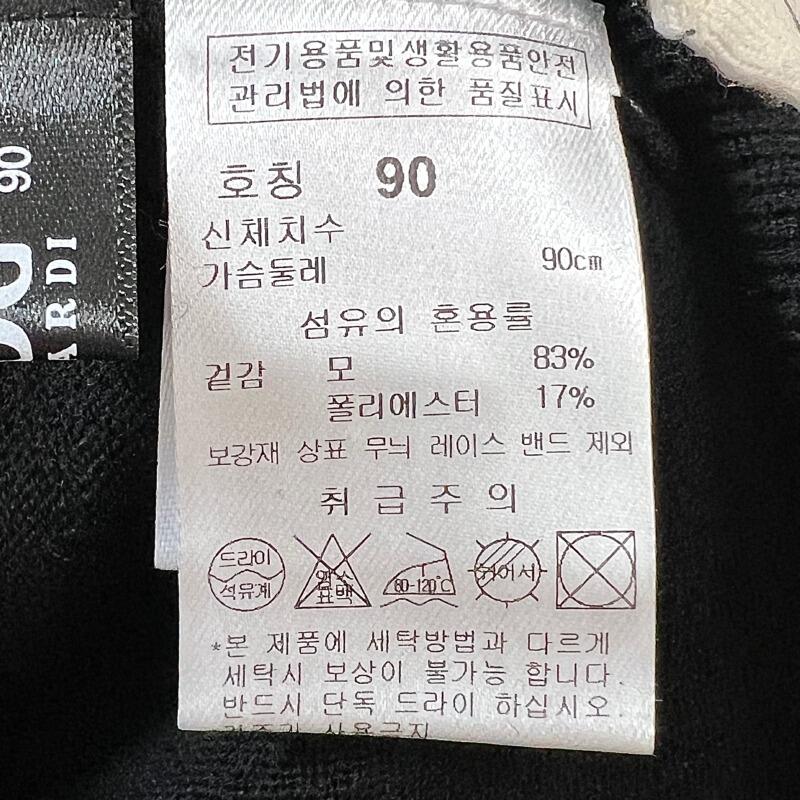 전기용품및생활용품안전
관리법에 의한 품질표시
호칭 90
신체치수
가슴둘레 90cm
섬유의 혼용률
겉감 모 83%
폴리에스터 17%
보강재 상표 무늬 레이스 밴드 제외
취급주의
드라이
석유계
염소
표백
80-120℃
뉘어서
*본 제품에 세탁방법과 다르게
세탁시 보상이 불가능 합니다.
반드시 단독 드라이 하십시오.
사용금지
90
ARDI